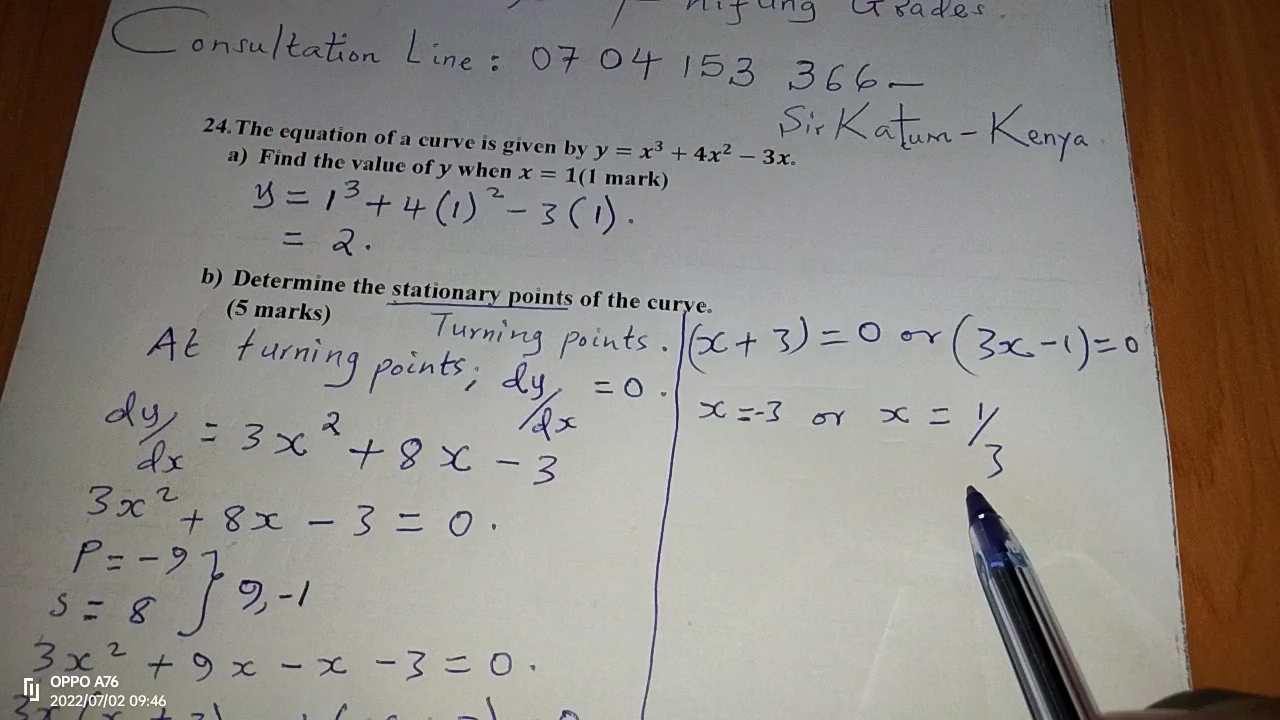 Nifung Grades.
Consultation Line: 0704 153 366 –
Sir Katum - Kenya
24. The equation of a curve is given by y = x³ + 4x² − 3x.
a) Find the value of y when x = 1(1 mark)
y = 1³ + 4(1)² − 3(1).
= 2.
b) Determine the stationary points of the curve.
(5 marks)
Turning points.
At turning points; dy/dx = 0.
dy/dx = 3x² + 8x − 3
3x² + 8x − 3 = 0.
P = −9
S = 8 } 9, −1
3x² + 9x − x − 3 = 0.
(x + 3) = 0 or (3x − 1) = 0
x = −3 or x = 1/3
OPPO A76
2022/07/02 09:46